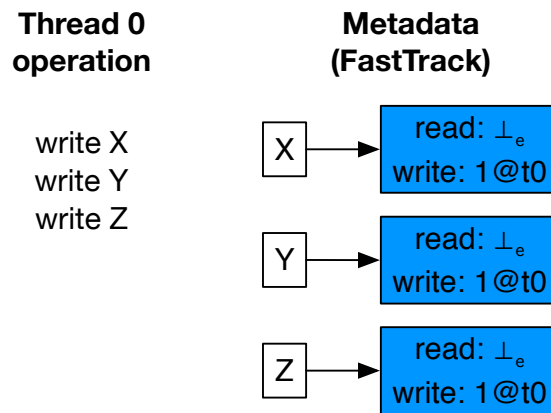 Thread 0
operation
write X
write Y
write Z
Metadata
(FastTrack)
X
read: ⊥e
write: 1@t0
Y
read: ⊥e
write: 1@t0
Z
read: ⊥e
write: 1@t0